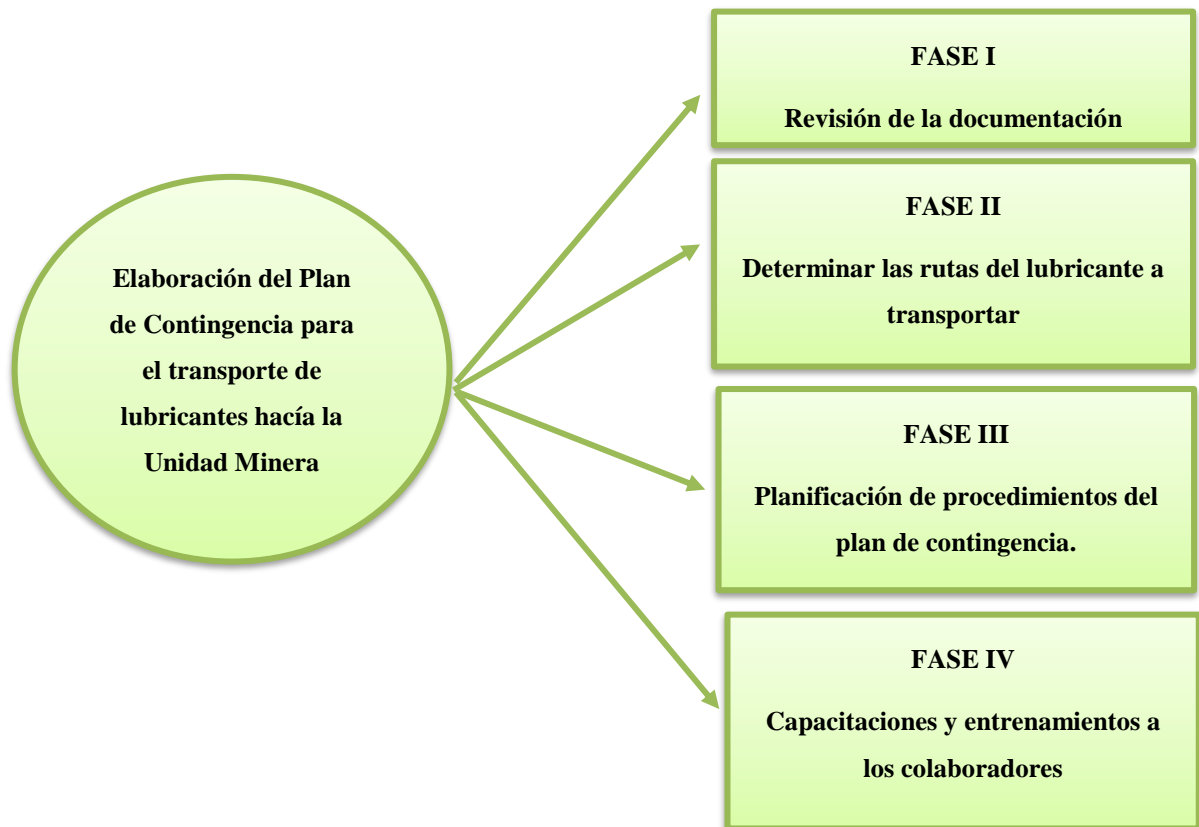 Elaboración del Plan
de Contingencia para
el transporte de
lubricantes hacía la
Unidad Minera
FASE I
Revisión de la documentación
FASE II
Determinar las rutas del lubricante a
transportar
FASE III
Planificación de procedimientos del
plan de contingencia.
FASE IV
Capacitaciones y entrenamientos a
los colaboradores